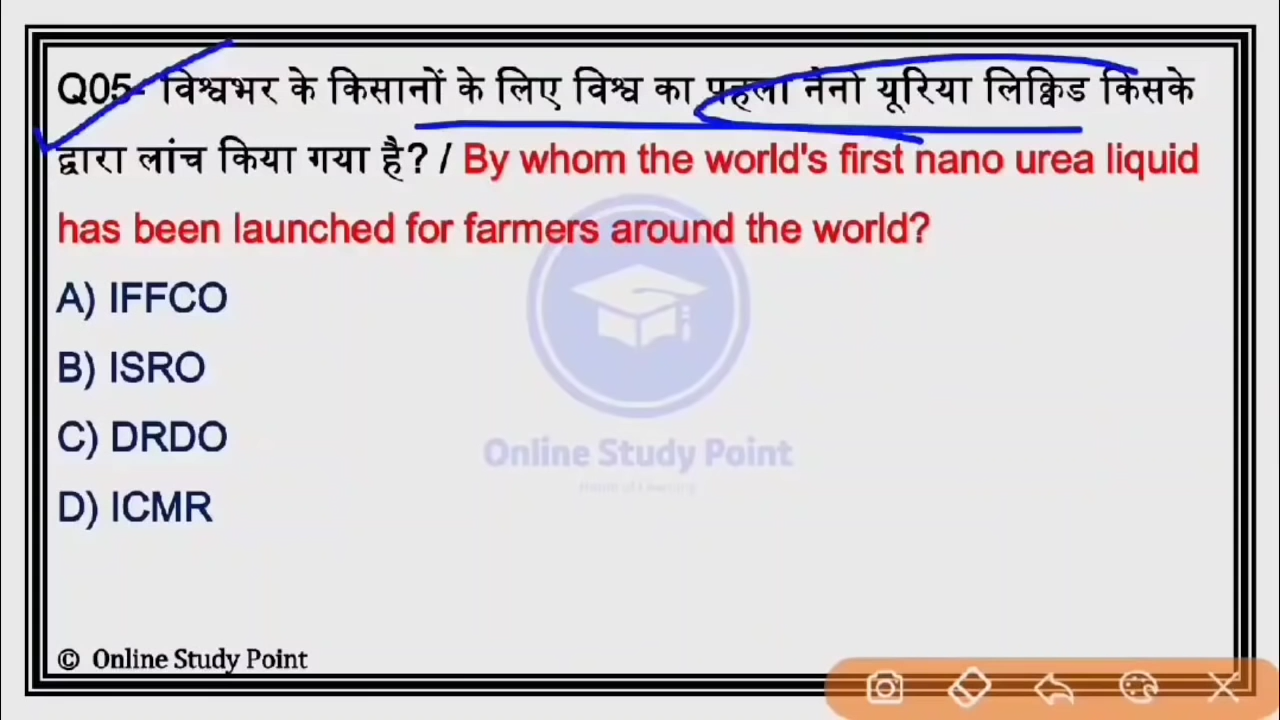 Q05- विश्वभर के किसानों के लिए विश्व का पहला नेनो यूरिया लिक्विड किसके
द्वारा लांच किया गया है? / By whom the world's first nano urea liquid
has been launched for farmers around the world?
A) IFFCO
B) ISRO
C) DRDO
D) ICMR
Online Study Point
© Online Study Point